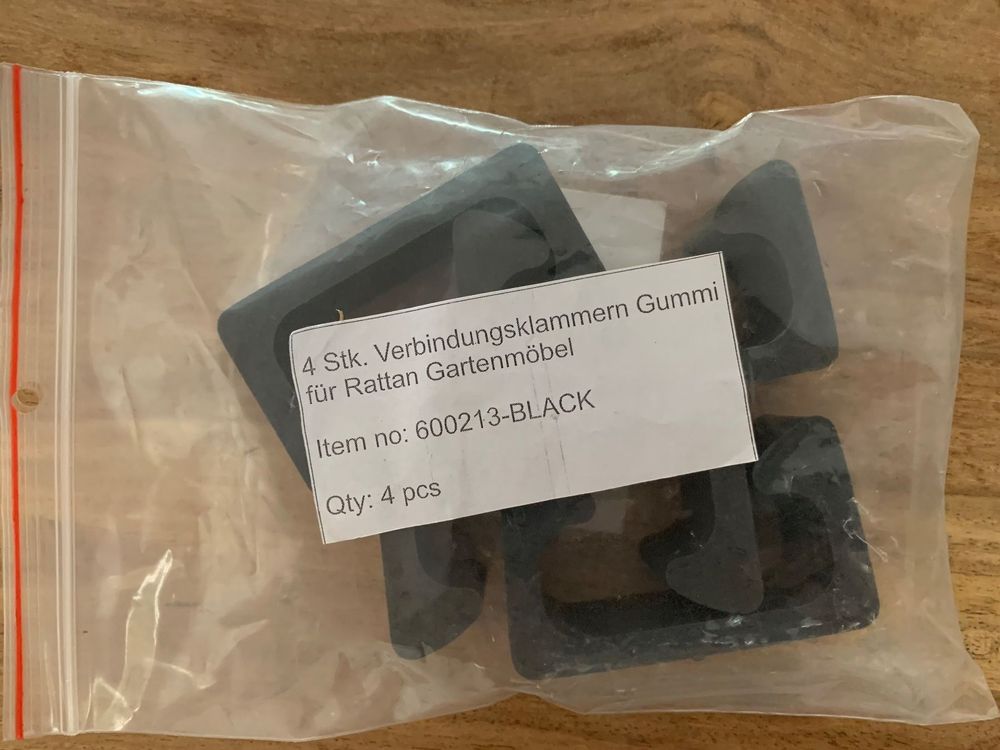 4 Stk. Verbindungsklammern Gummi
für Rattan Gartenmöbel
Item no: 600213-BLACK
Qty: 4 pcs